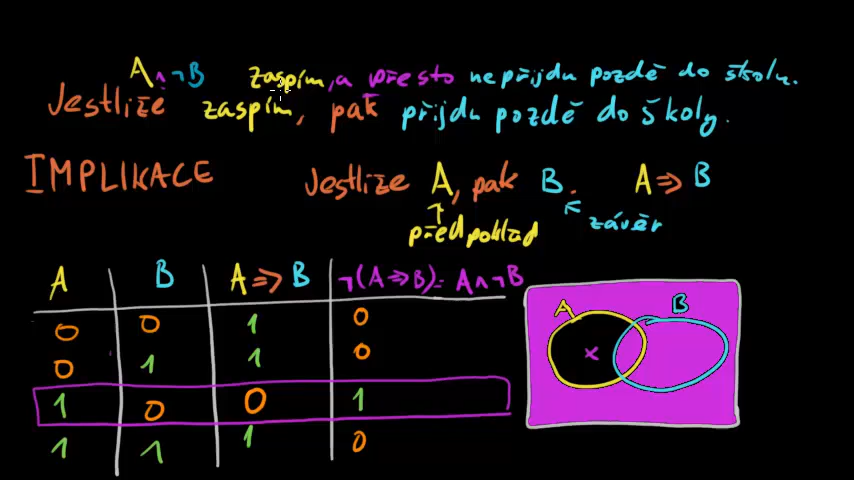 A ∧ ¬B zaspím, a přesto nepřijdu pozdě do školy.
Jestliže zaspím, pak přijdu pozdě do školy.
IMPLIKACE Jestliže A, pak B. A ⇒ B
předpoklad závěr
A B A ⇒ B ¬(A ⇒ B) = A ∧ ¬B
0 0 1 0
0 1 1 0
1 0 0 1
1 1 1 0
A B
x